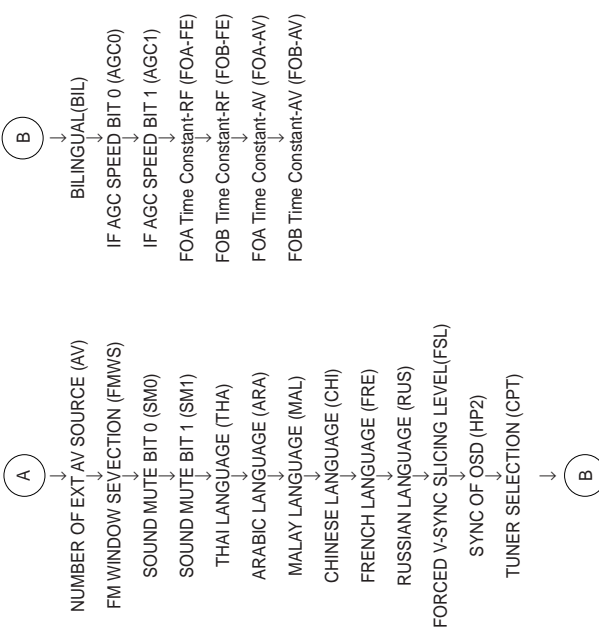 A
NUMBER OF EXT AV SOURCE (AV)
FM WINDOW SEVECTION (FMWS)
SOUND MUTE BIT 0 (SM0)
SOUND MUTE BIT 1 (SM1)
THAI LANGUAGE (THA)
ARABIC LANGUAGE (ARA)
MALAY LANGUAGE (MAL)
CHINESE LANGUAGE (CHI)
FRENCH LANGUAGE (FRE)
RUSSIAN LANGUAGE (RUS)
FORCED V-SYNC SLICING LEVEL(FSL)
SYNC OF OSD (HP2)
TUNER SELECTION (CPT)
B
B
BILINGUAL(BIL)
IF AGC SPEED BIT 0 (AGC0)
IF AGC SPEED BIT 1 (AGC1)
FOA Time Constant-RF (FOA-FE)
FOB Time Constant-RF (FOB-FE)
FOA Time Constant-AV (FOA-AV)
FOB Time Constant-AV (FOB-AV)